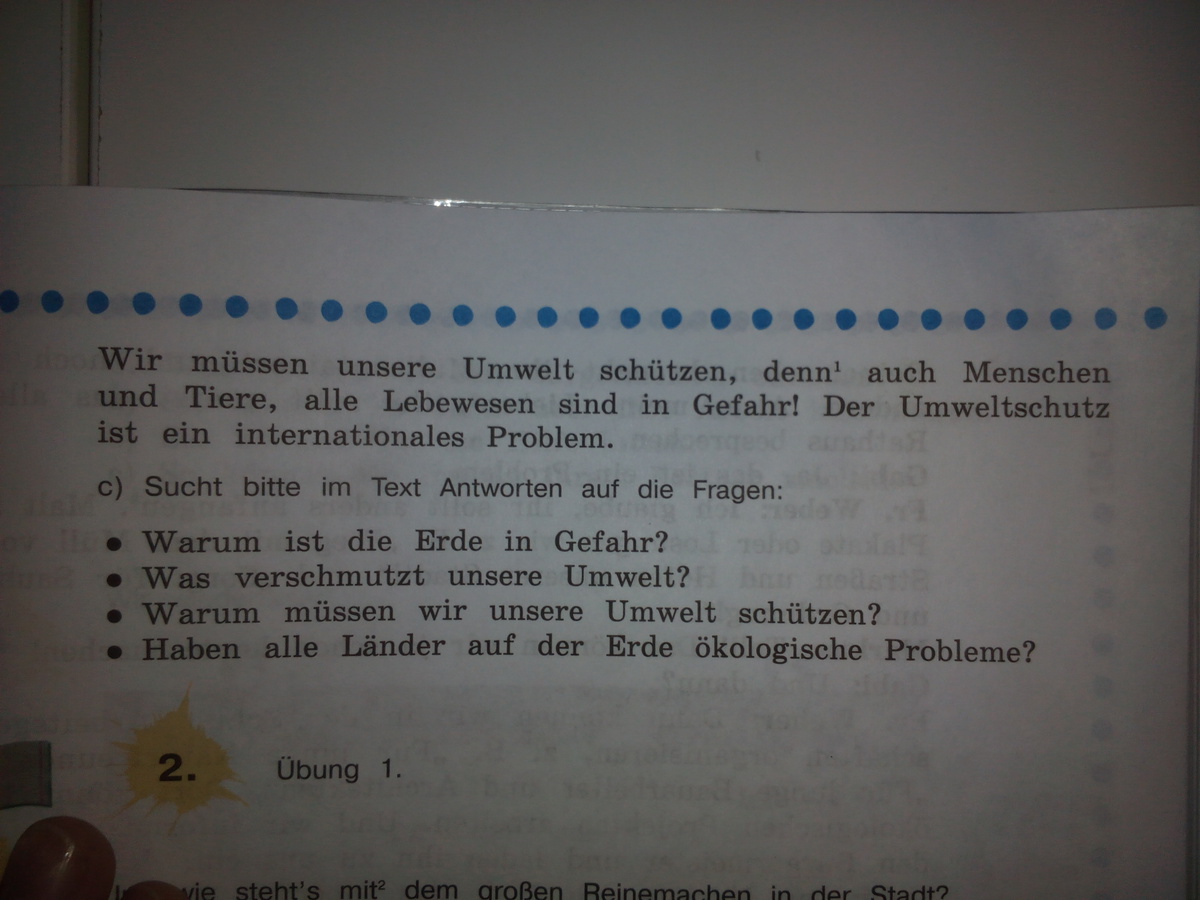 Wir müssen unsere Umwelt schützen, denn¹ auch Menschen
und Tiere, alle Lebewesen sind in Gefahr! Der Umweltschutz
ist ein internationales Problem.
c) Sucht bitte im Text Antworten auf die Fragen:
• Warum ist die Erde in Gefahr?
• Was verschmutzt unsere Umwelt?
• Warum müssen wir unsere Umwelt schützen?
• Haben alle Länder auf der Erde ökologische Probleme?
2. Übung 1.
wie steht's mit² dem großen Reinemachen in der Stadt?